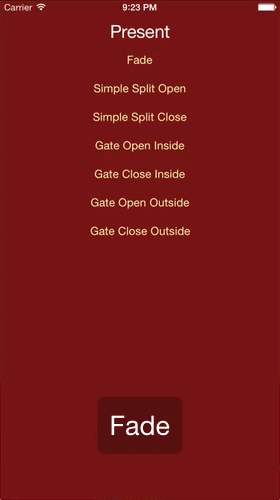 Carrier 9:23 PM
Present
Fade
Simple Split Open
Simple Split Close
Gate Open Inside
Gate Close Inside
Gate Open Outside
Gate Close Outside
Fade